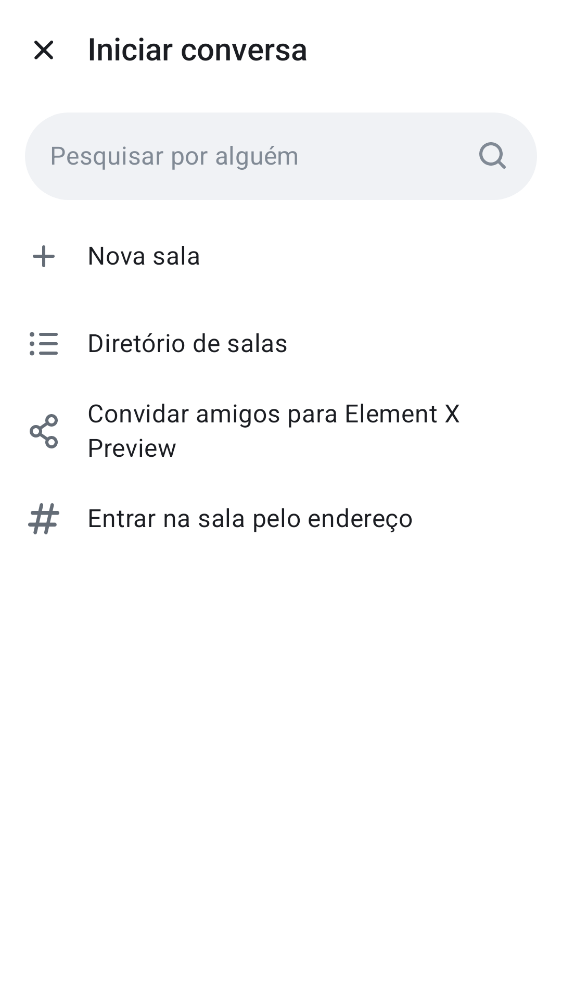 Iniciar conversa
Pesquisar por alguém
Nova sala
Diretório de salas
Convidar amigos para Element X
Preview
Entrar na sala pelo endereço